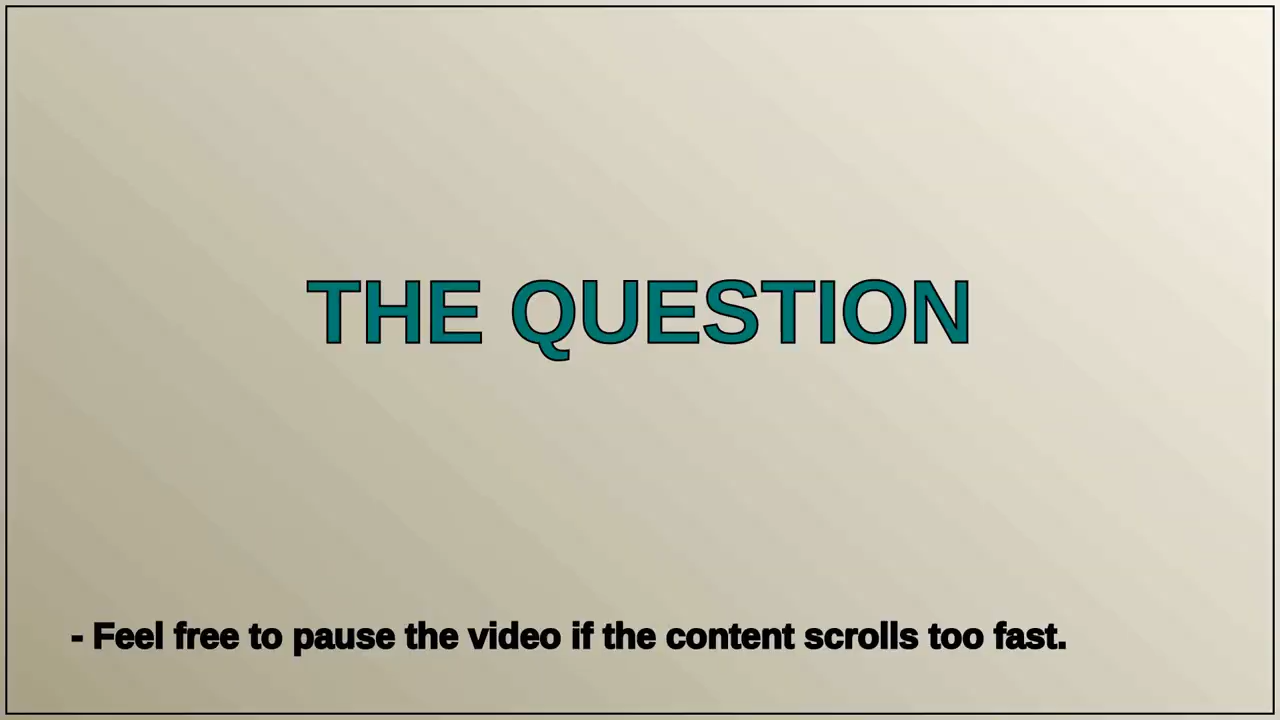 THE QUESTION
- Feel free to pause the video if the content scrolls too fast.